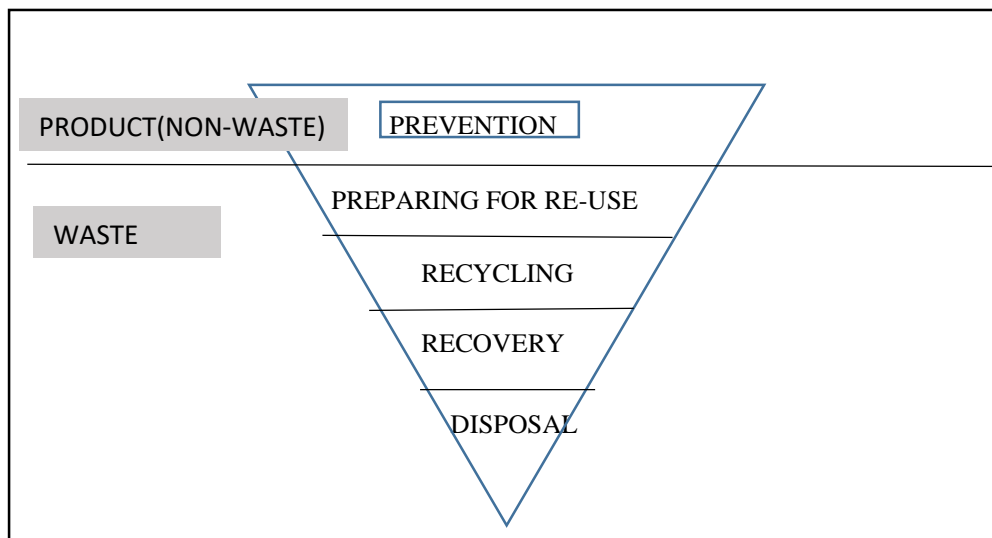 PRODUCT(NON-WASTE)
PREVENTION
PREPARING FOR RE-USE
WASTE
RECYCLING
RECOVERY
DISPOSAL